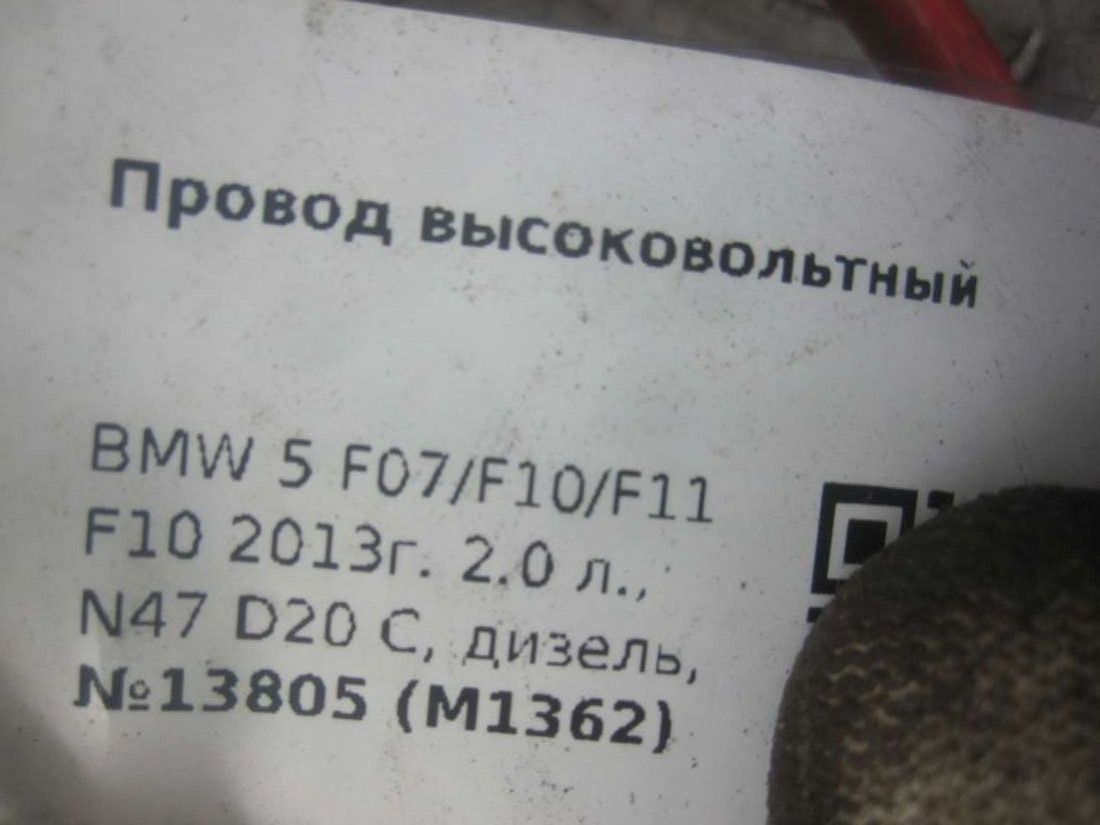 Провод высоковольтный
BMW 5 F07/F10/F11
F10 2013г. 2.0 л.,
N47 D20 C, дизель,
№13805 (M1362)